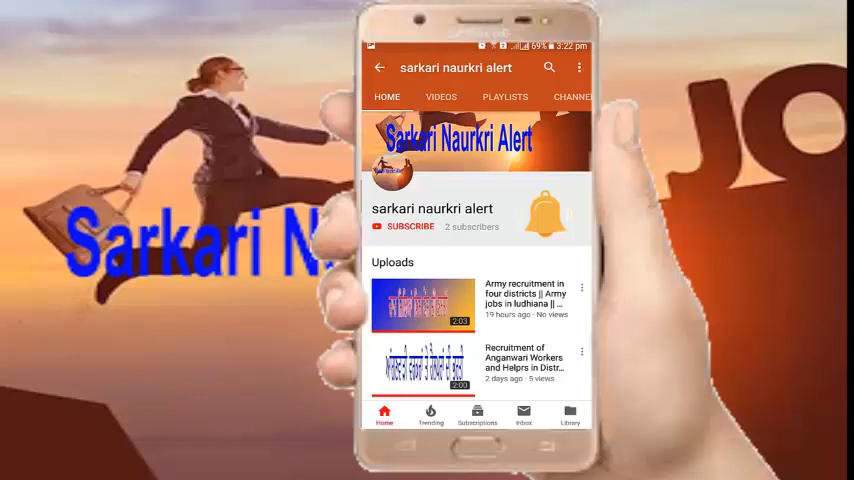 69% 3:22 pm
sarkari naurkri alert
HOME VIDEOS PLAYLISTS CHANNE
Sarkari Naurkri Alert
sarkari naurkri alert
SUBSCRIBE 2 subscribers
Uploads
Army recruitment in
four districts || Army
jobs in ludhiana || ...
19 hours ago · No views
2:03
Recruitment of
Anganwari Workers
and Helprs in Distr...
2 days ago · 5 views
2:00
Home Trending Subscriptions Inbox Library
Sarkari N
JO